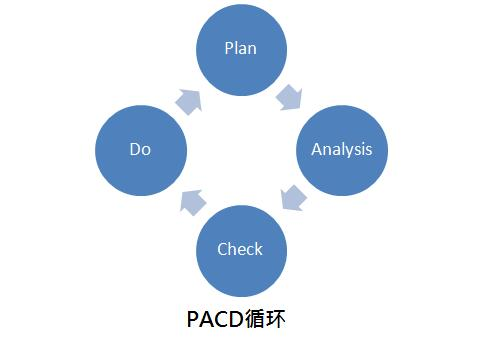 Plan
Do
Analysis
Check
PACD循环